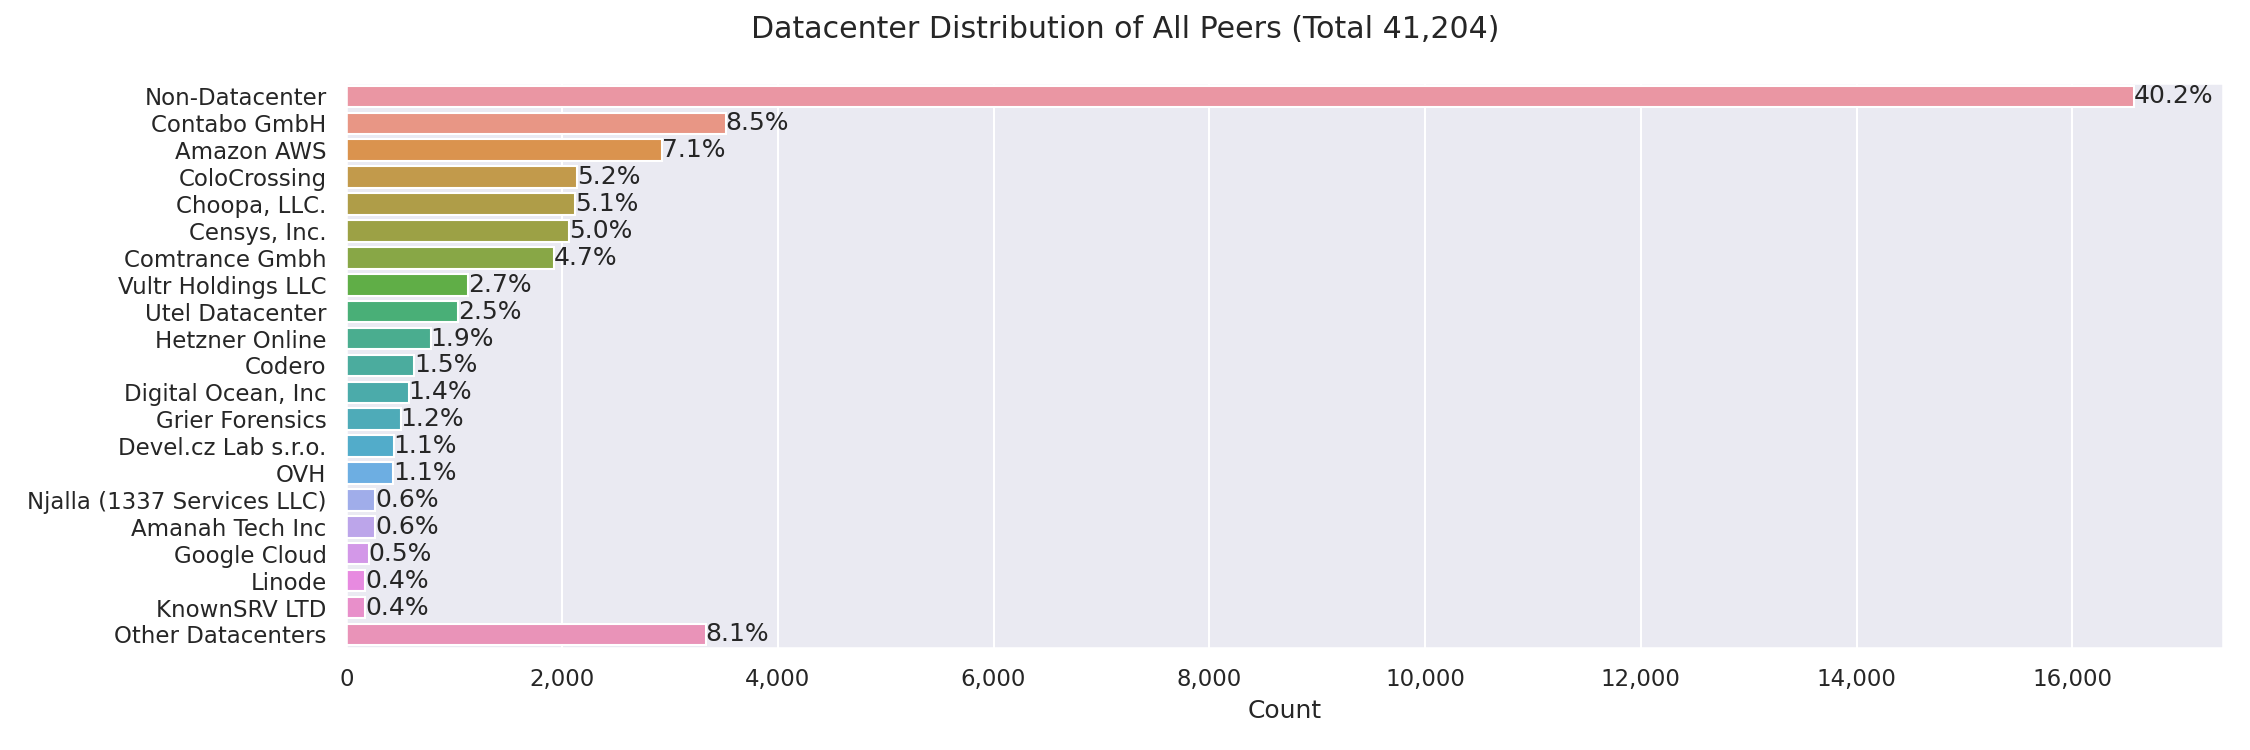 Datacenter Distribution of All Peers (Total 41,204)
Non-Datacenter 40.2%
Contabo GmbH 8.5%
Amazon AWS 7.1%
ColoCrossing 5.2%
Choopa, LLC. 5.1%
Censys, Inc. 5.0%
Comtrance Gmbh 4.7%
Vultr Holdings LLC 2.7%
Utel Datacenter 2.5%
Hetzner Online 1.9%
Codero 1.5%
Digital Ocean, Inc 1.4%
Grier Forensics 1.2%
Devel.cz Lab s.r.o. 1.1%
OVH 1.1%
Njalla (1337 Services LLC) 0.6%
Amanah Tech Inc 0.6%
Google Cloud 0.5%
Linode 0.4%
KnownSRV LTD 0.4%
Other Datacenters 8.1%
0 2,000 4,000 6,000 8,000 10,000 12,000 14,000 16,000
Count